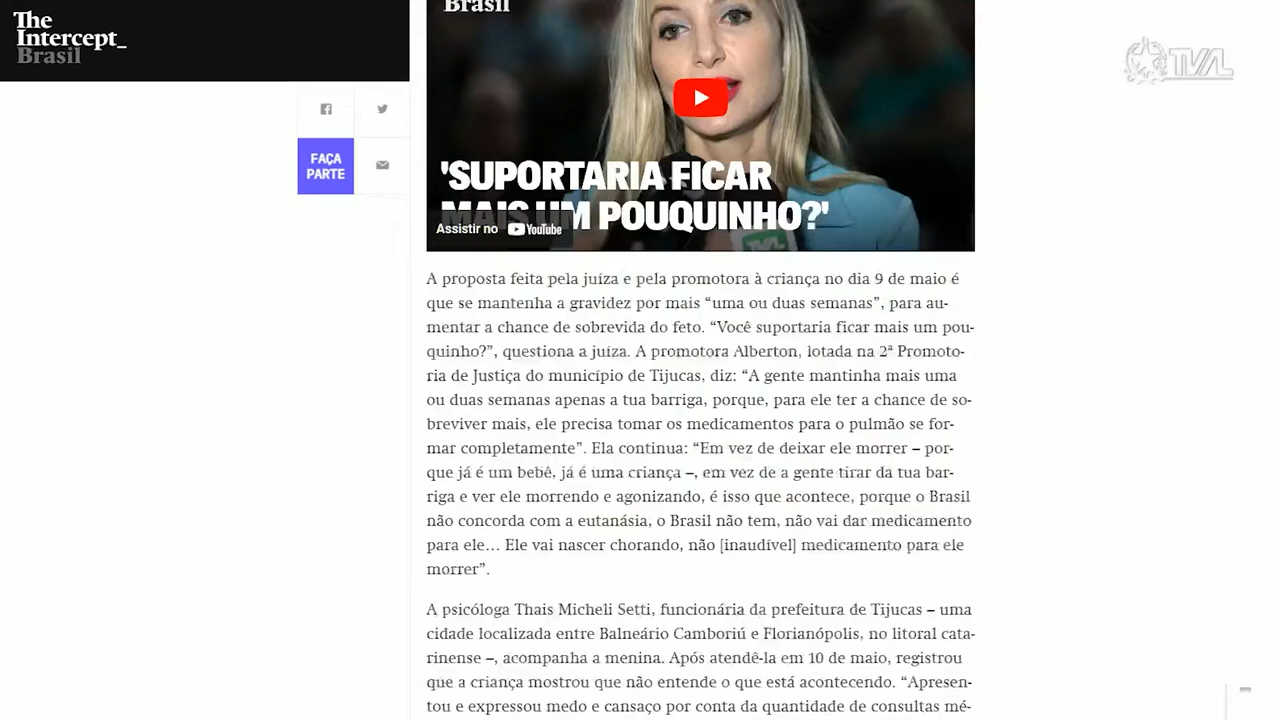 The
Intercept_
Brasil
Brasil
TVAL
FAÇA
PARTE
'SUPORTARIA FICAR
MAIS UM POUQUINHO?'
Assistir no YouTube
TVAL
A proposta feita pela juíza e pela promotora à criança no dia 9 de maio é
que se mantenha a gravidez por mais “uma ou duas semanas”, para au-
mentar a chance de sobrevida do feto. “Você suportaria ficar mais um pou-
quinho?”, questiona a juíza. A promotora Alberton, lotada na 2ª Promoto-
ria de Justiça do município de Tijucas, diz: “A gente mantinha mais uma
ou duas semanas apenas a tua barriga, porque, para ele ter a chance de so-
breviver mais, ele precisa tomar os medicamentos para o pulmão se for-
mar completamente”. Ela continua: “Em vez de deixar ele morrer – por-
que já é um bebê, já é uma criança –, em vez de a gente tirar da tua bar-
riga e ver ele morrendo e agonizando, é isso que acontece, porque o Brasil
não concorda com a eutanásia, o Brasil não tem, não vai dar medicamento
para ele… Ele vai nascer chorando, não [inaudível] medicamento para ele
morrer”.
A psicóloga Thais Micheli Setti, funcionária da prefeitura de Tijucas – uma
cidade localizada entre Balneário Camboriú e Florianópolis, no litoral cata-
rinense –, acompanha a menina. Após atendê-la em 10 de maio, registrou
que a criança mostrou que não entende o que está acontecendo. “Apresen-
tou e expressou medo e cansaço por conta da quantidade de consultas mé-